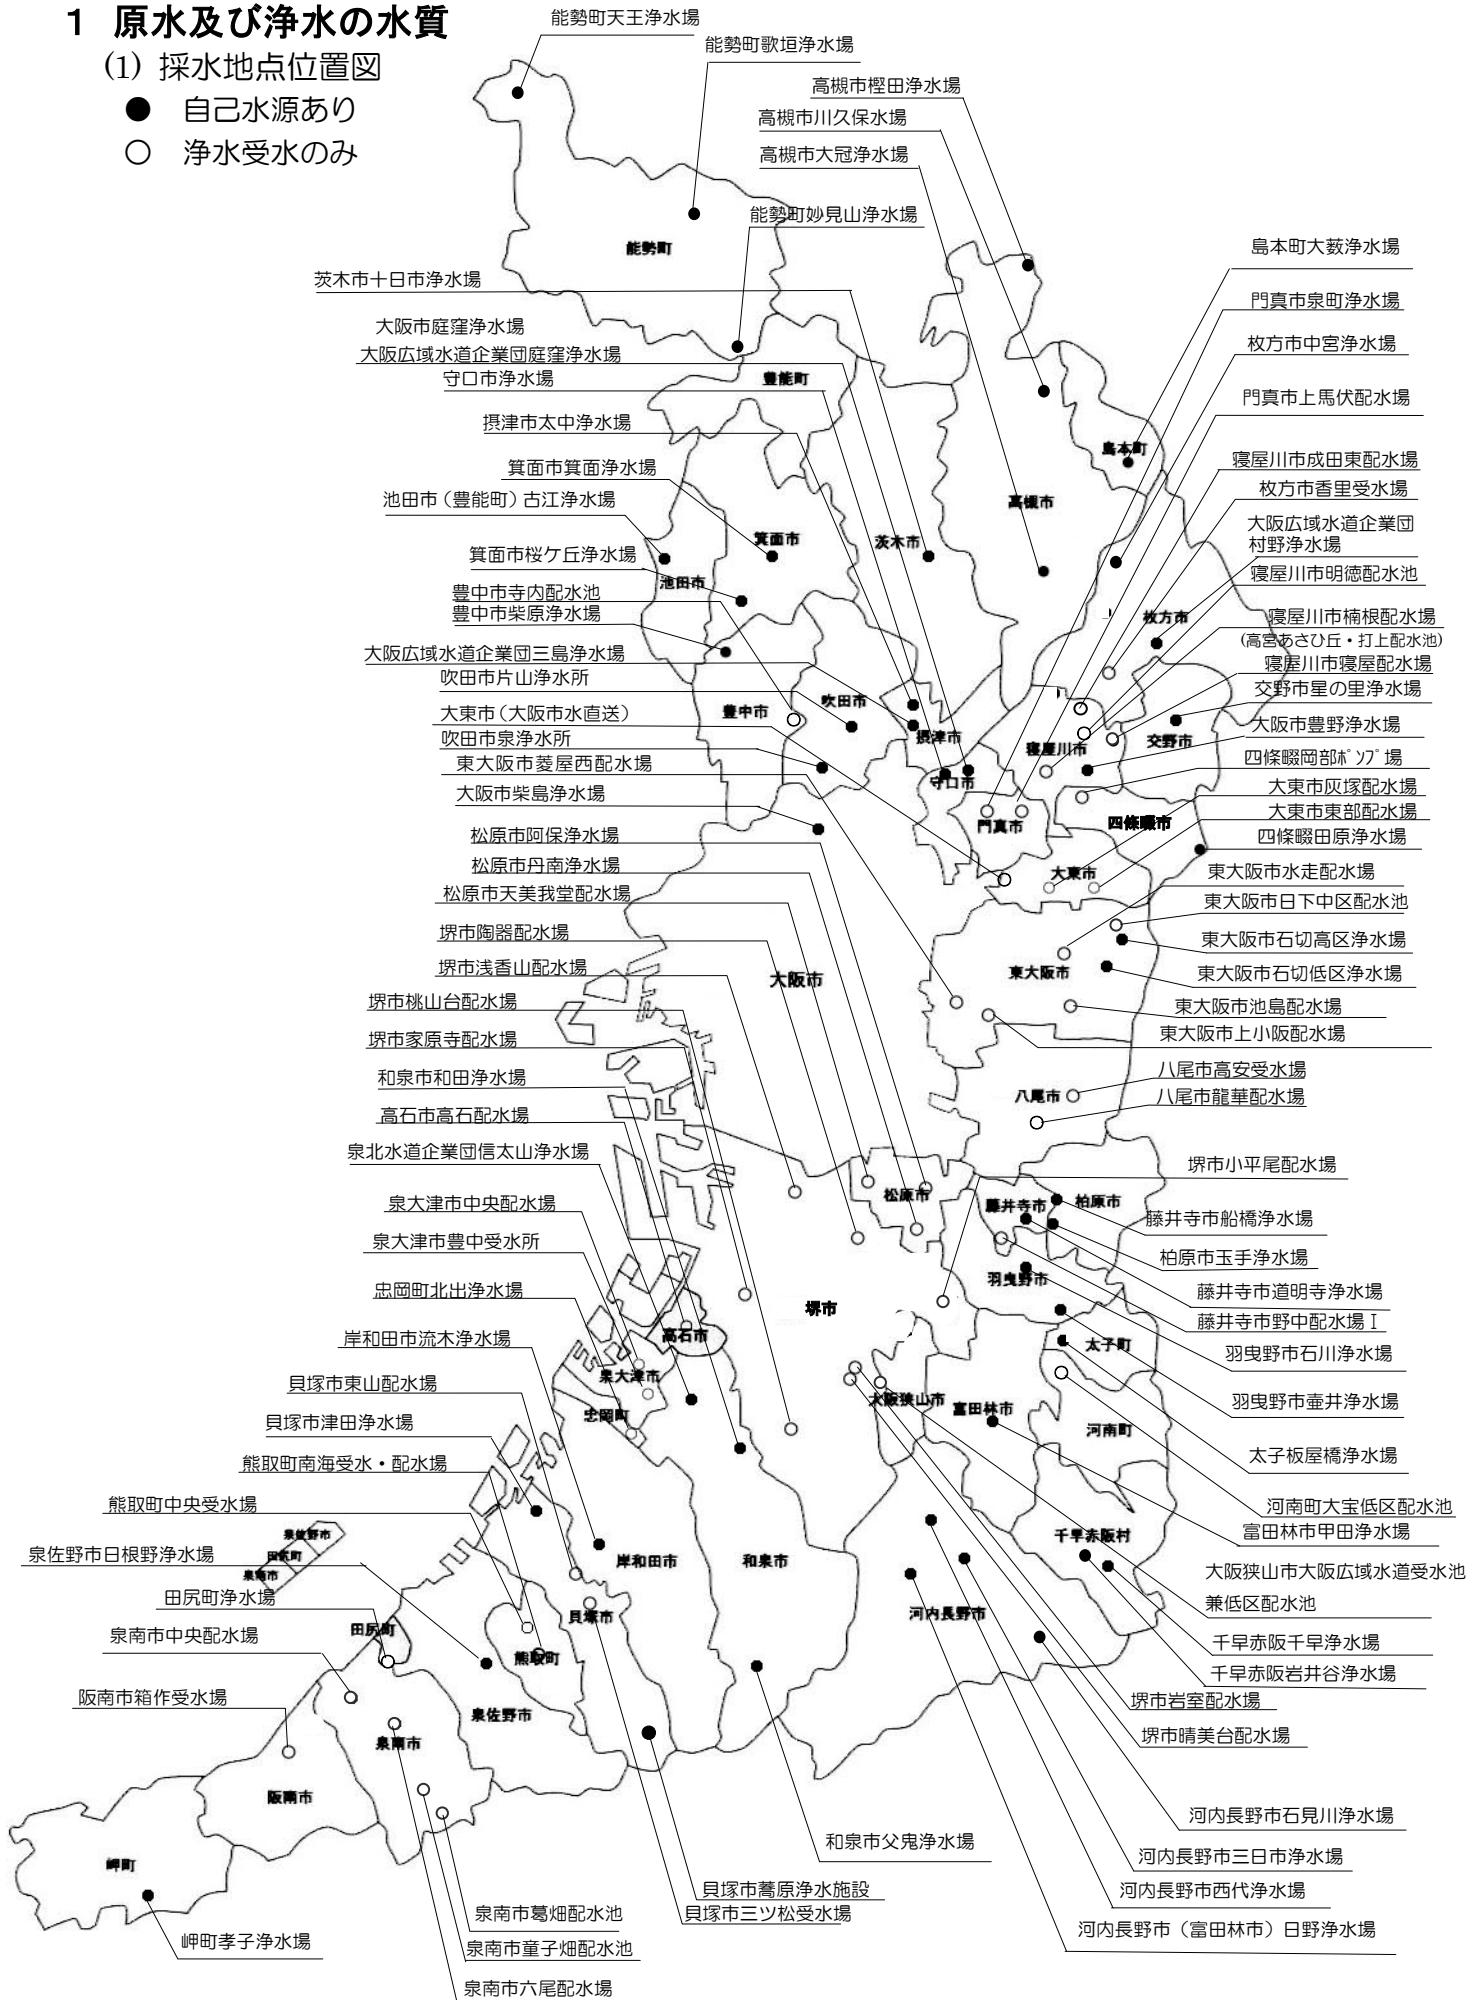 1 原水及び浄水の水質
(1) 採水地点位置図
● 自己水源あり
○ 浄水受水のみ
能勢町天王浄水場
能勢町歌垣浄水場
高槻市樫田浄水場
高槻市川久保水場
高槻市大冠浄水場
能勢町妙見山浄水場
能勢町
島本町大薮浄水場
茨木市十日市浄水場
門真市泉町浄水場
大阪市庭窪浄水場
枚方市中宮浄水場
大阪広域水道企業団庭窪浄水場
守口市浄水場
豊能町
門真市上馬伏配水場
摂津市太中浄水場
島本町
寝屋川市成田東配水場
箕面市箕面浄水場
枚方市香里受水場
池田市（豊能町）古江浄水場
高槻市
大阪広域水道企業団
村野浄水場
箕面市
茨木市
箕面市桜ケ丘浄水場
寝屋川市明徳配水池
池田市
豊中市寺内配水池
豊中市柴原浄水場
枚方市
寝屋川市楠根配水場
(高宮あさひ丘・打上配水池)
大阪広域水道企業団三島浄水場
寝屋川市寝屋配水場
吹田市片山浄水所
交野市星の里浄水場
吹田市
豊中市
大東市（大阪市水直送）
摂津市
寝屋川市
交野市
大阪市豊野浄水場
吹田市泉浄水所
四條畷岡部ﾎﾟﾝﾌﾟ場
東大阪市菱屋西配水場
守口市
大東市灰塚配水場
大阪市柴島浄水場
門真市
四條畷市
大東市東部配水場
松原市阿保浄水場
四條畷田原浄水場
松原市丹南浄水場
大東市
東大阪市水走配水場
松原市天美我堂配水場
東大阪市日下中区配水池
堺市陶器配水場
東大阪市石切高区浄水場
堺市浅香山配水場
大阪市
東大阪市
東大阪市石切低区浄水場
堺市桃山台配水場
東大阪市池島配水場
堺市家原寺配水場
東大阪市上小阪配水場
和泉市和田浄水場
八尾市高安受水場
八尾市
八尾市龍華配水場
高石市高石配水場
泉北水道企業団信太山浄水場
堺市小平尾配水場
松原市
藤井寺市
柏原市
泉大津市中央配水場
藤井寺市船橋浄水場
泉大津市豊中受水所
柏原市玉手浄水場
羽曳野市
忠岡町北出浄水場
藤井寺市道明寺浄水場
堺市
藤井寺市野中配水場Ⅰ
岸和田市流木浄水場
高石市
太子町
羽曳野市石川浄水場
泉大津市
貝塚市東山配水場
大阪狭山市
羽曳野市壷井浄水場
富田林市
忠岡町
貝塚市津田浄水場
河南町
太子板屋橋浄水場
熊取町南海受水・配水場
熊取町中央受水場
河南町大宝低区配水池
泉佐野市
富田林市甲田浄水場
千早赤阪村
泉佐野市日根野浄水場
田尻町
岸和田市
和泉市
泉南市
大阪狭山市大阪広域水道受水池
兼低区配水池
田尻町浄水場
貝塚市
河内長野市
田尻町
泉南市中央配水場
千早赤阪千早浄水場
熊取町
千早赤阪岩井谷浄水場
阪南市箱作受水場
堺市岩室配水場
泉佐野市
堺市晴美台配水場
泉南市
阪南市
河内長野市石見川浄水場
和泉市父鬼浄水場
河内長野市三日市浄水場
岬町
貝塚市蕎原浄水施設
河内長野市西代浄水場
貝塚市三ツ松受水場
泉南市葛畑配水池
河内長野市（富田林市）日野浄水場
岬町孝子浄水場
泉南市童子畑配水池
泉南市六尾配水場